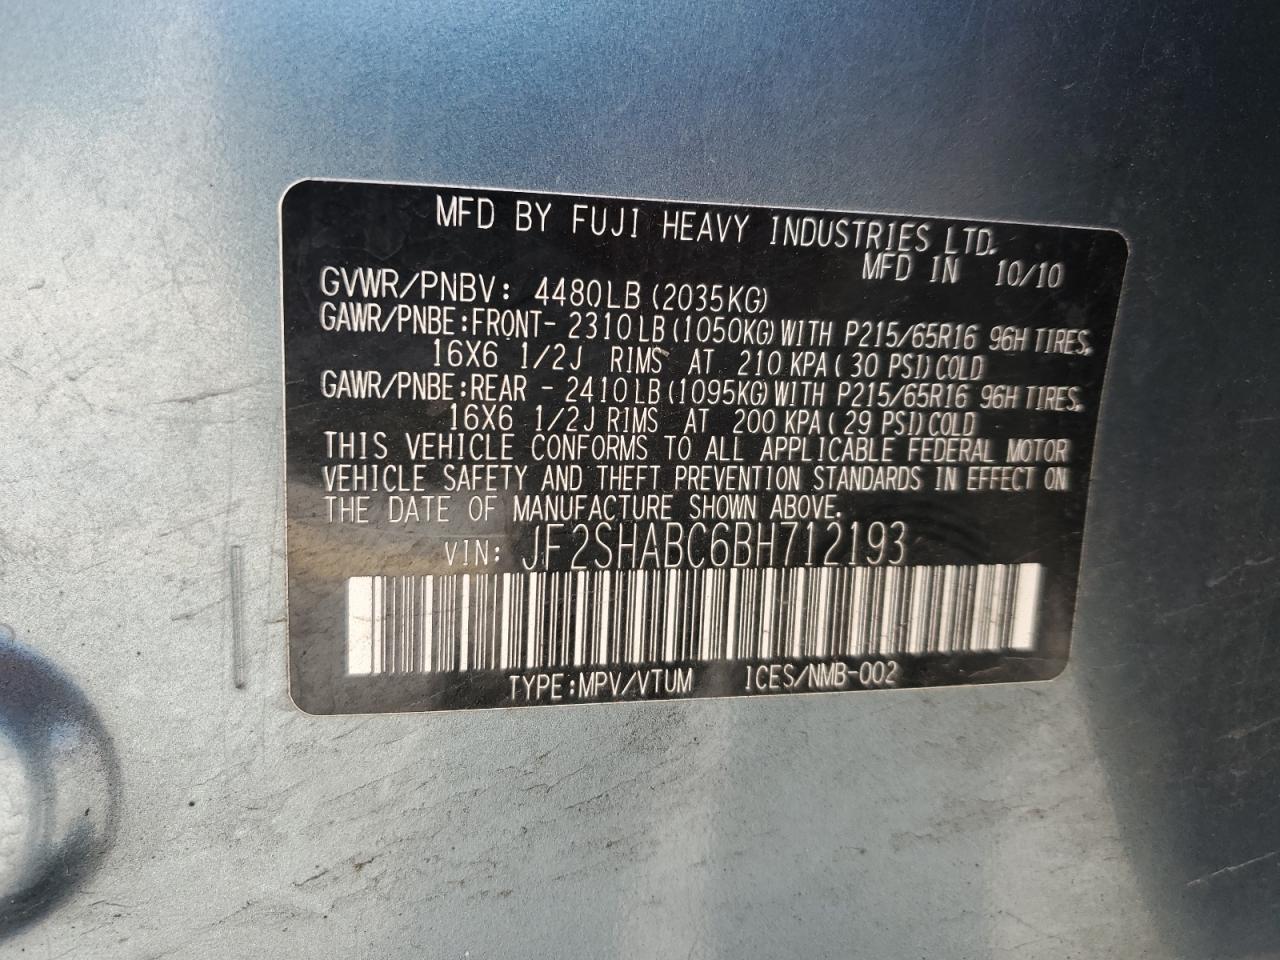 MFD BY FUJI HEAVY INDUSTRIES LTD.
MFD IN 10/10
GVWR/PNBV: 4480LB (2035KG)
GAWR/PNBE:FRONT- 2310LB (1050KG) WITH P215/65R16 96H TIRES,
16X6 1/2J RIMS AT 210 KPA (30 PSI) COLD
GAWR/PNBE:REAR - 2410LB (1095KG) WITH P215/65R16 96H TIRES,
16X6 1/2J RIMS AT 200 KPA (29 PSI) COLD
THIS VEHICLE CONFORMS TO ALL APPLICABLE FEDERAL MOTOR
VEHICLE SAFETY AND THEFT PREVENTION STANDARDS IN EFFECT ON
THE DATE OF MANUFACTURE SHOWN ABOVE.
VIN: JF2SHABC6BH712193
TYPE:MPV/VTUM ICES/NMB-002